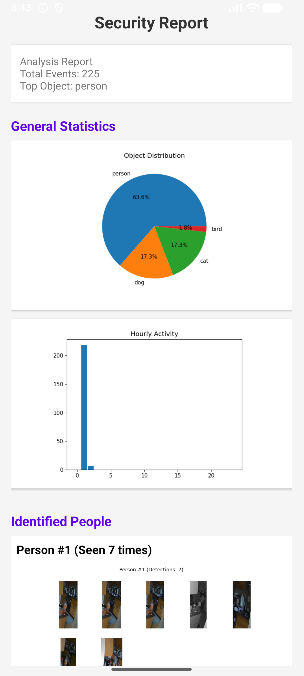 Security Report
Analysis Report
Total Events: 225
Top Object: person
General Statistics
Object Distribution
person
63.6%
1.8%
bird
17.3%
17.3%
cat
dog
Hourly Activity
200
150
100
50
0
0 5 10 15 20
Identified People
Person #1 (Seen 7 times)
Person #1 (Detections: 7)